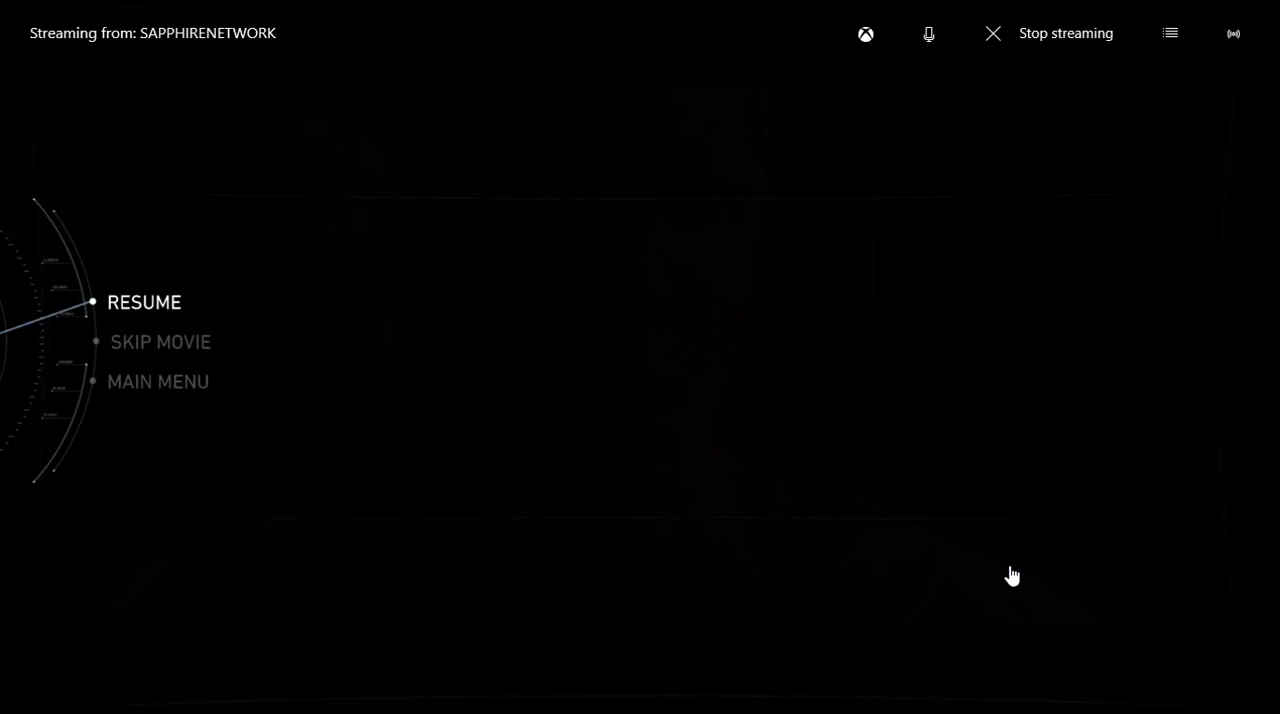 Streaming from: SAPPHIRENETWORK
Stop streaming
RESUME
SKIP MOVIE
MAIN MENU